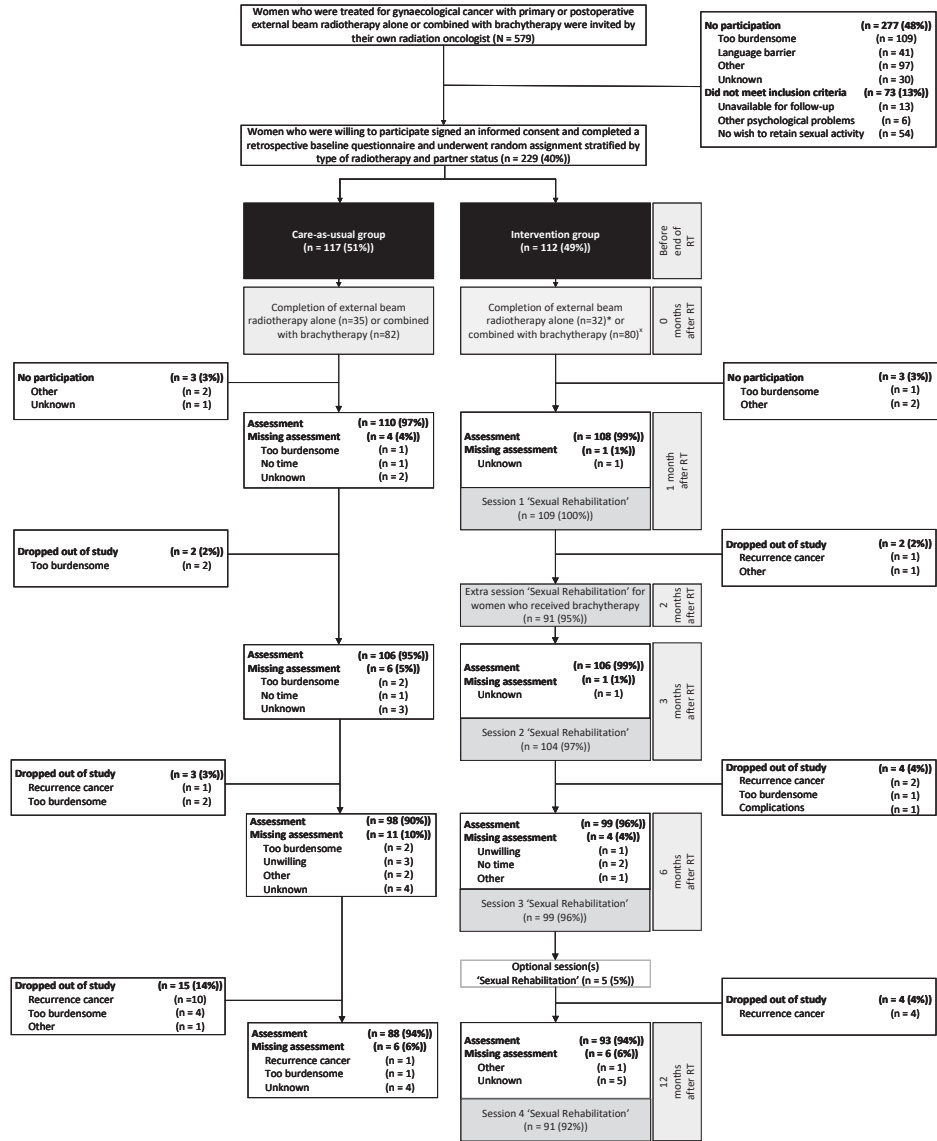 Women who were treated for gynaecological cancer with primary or postoperative
external beam radiotherapy alone or combined with brachytherapy were invited by
their own radiation oncologist
(N = 579)
No participation (n = 277 (48%))
Too burdensome (n = 109)
Language barrier (n = 41)
Other (n = 97)
Unknown (n = 30)
Did not meet inclusion criteria (n = 73 (13%))
Unavailable for follow-up (n = 13)
Other psychological problems (n = 6)
No wish to retain sexual activity (n = 54)
Women who were willing to participate signed an informed consent and completed a
retrospective baseline questionnaire and underwent random assignment stratified by
type of radiotherapy and partner status (n = 229 (40%))
Care-as-usual group
(n = 117 (51%))
Intervention group
(n = 112 (49%))
Before
end of
RT
Completion of external beam
radiotherapy alone (n=35) or combined
with brachytherapy (n=82)
Completion of external beam
radiotherapy alone (n=32)* or
combined with brachytherapy (n=80)ˣ
0
months
after RT
No participation (n = 3 (3%))
Other (n = 2)
Unknown (n = 1)
No participation (n = 3 (3%))
Too burdensome (n = 1)
Other (n = 2)
Assessment (n = 110 (97%))
Missing assessment (n = 4 (4%))
Too burdensome (n = 1)
No time (n = 1)
Unknown (n = 2)
Assessment (n = 108 (99%))
Missing assessment (n = 1 (1%))
Unknown (n = 1)
Session 1 ‘Sexual Rehabilitation’
(n = 109 (100%))
1 month
after RT
Dropped out of study (n = 2 (2%))
Too burdensome (n = 2)
Dropped out of study (n = 2 (2%))
Recurrence cancer (n = 1)
Other (n = 1)
Extra session ‘Sexual Rehabilitation’ for
women who received brachytherapy
n = 91 (95%))
2
months
after RT
Assessment (n = 106 (95%))
Missing assessment (n = 6 (5%))
Too burdensome (n = 2)
No time (n = 1)
Unknown (n = 3)
Assessment (n = 106 (99%))
Missing assessment (n = 1 (1%))
Unknown (n = 1)
Session 2 ‘Sexual Rehabilitation’
n = 104 (97%))
3
months
after RT
Dropped out of study (n = 3 (3%))
Recurrence cancer (n = 1)
Too burdensome (n = 2)
Dropped out of study (n = 4 (4%))
Recurrence cancer (n = 2)
Too burdensome (n = 1)
Complications (n = 1)
Assessment (n = 98 (90%))
Missing assessment (n = 11 (10%))
Too burdensome (n = 2)
Unwilling (n = 3)
Other (n = 2)
Unknown (n = 4)
Assessment (n = 99 (96%))
Missing assessment (n = 4 (4%))
Unwilling (n = 1)
No time (n = 2)
Other (n = 1)
Session 3 ‘Sexual Rehabilitation’
(n = 99 (96%))
6
months
after RT
Optional session(s)
‘Sexual Rehabilitation’ (n = 5 (5%))
Dropped out of study (n = 15 (14%))
Recurrence cancer (n =10)
Too burdensome (n = 4)
Other (n = 1)
Dropped out of study (n = 4 (4%))
Recurrence cancer (n = 4)
Assessment (n = 88 (94%))
Missing assessment (n = 6 (6%))
Recurrence cancer (n = 1)
Too burdensome (n = 1)
Unknown (n = 4)
Assessment (n = 93 (94%))
Missing assessment (n = 6 (6%))
Other (n = 1)
Unknown (n = 5)
Session 4 ‘Sexual Rehabilitation’
(n = 91 (92%))
12
months
after RT